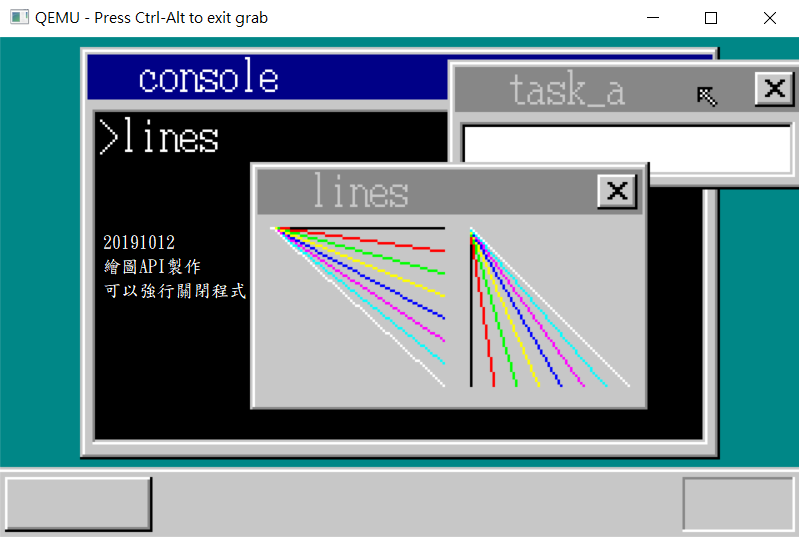 QEMU - Press Ctrl-Alt to exit grab
console
task_a
>lines
lines
20191012
繪圖API製作
可以強行關閉程式